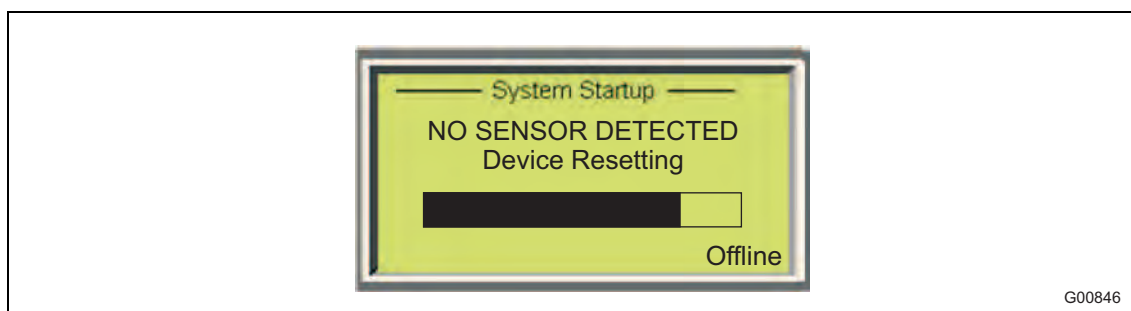 System Startup
NO SENSOR DETECTED
Device Resetting
Offline
G00846